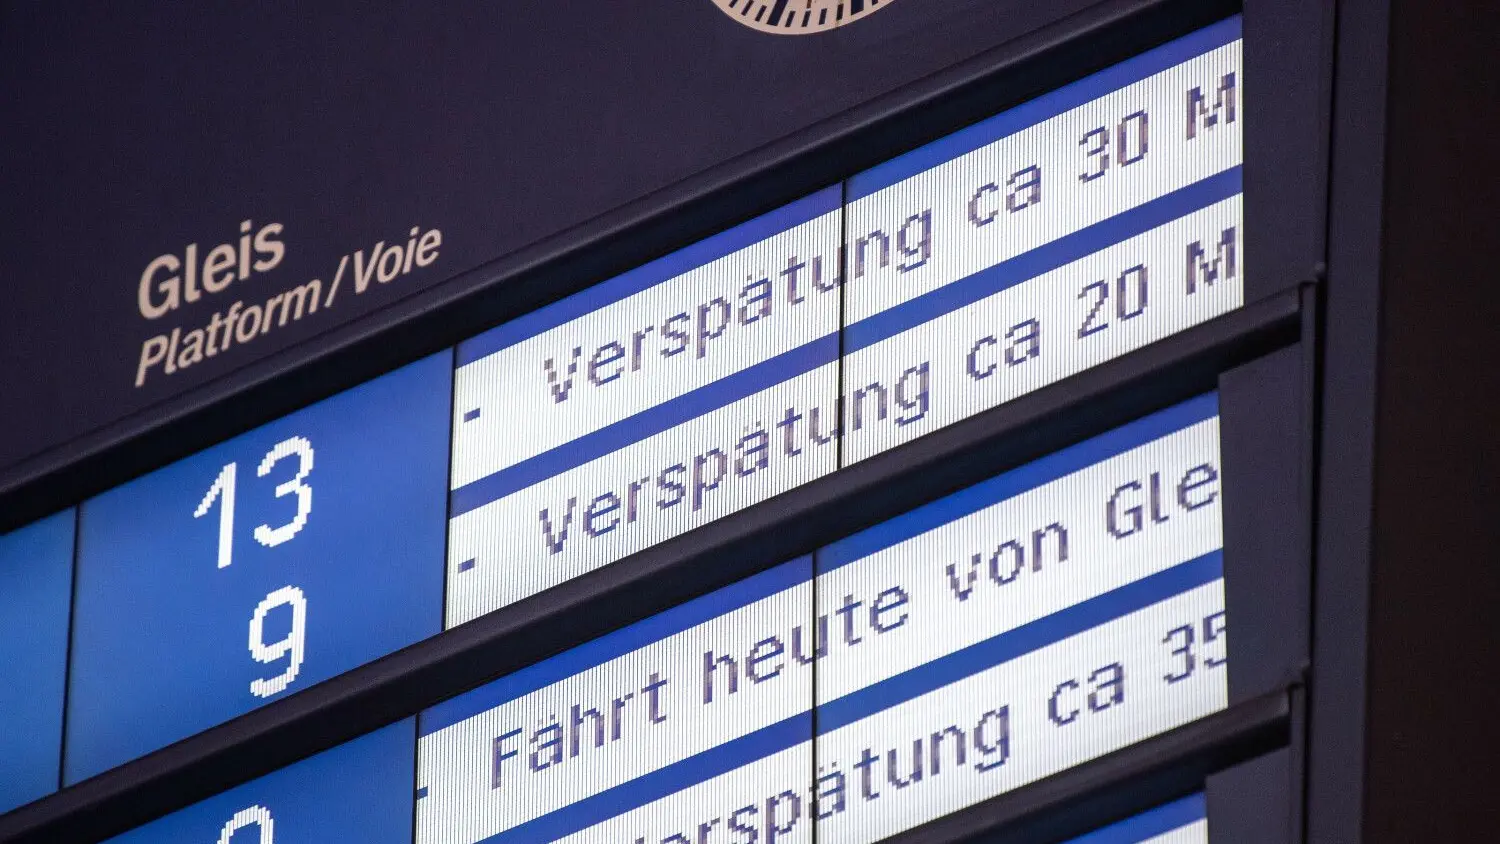 Gleis
Platform/Voie
13 - Verspätung ca 30 M
9 - Verspätung ca 20 M
- Fährt heute von Gle
Verspätung ca 35